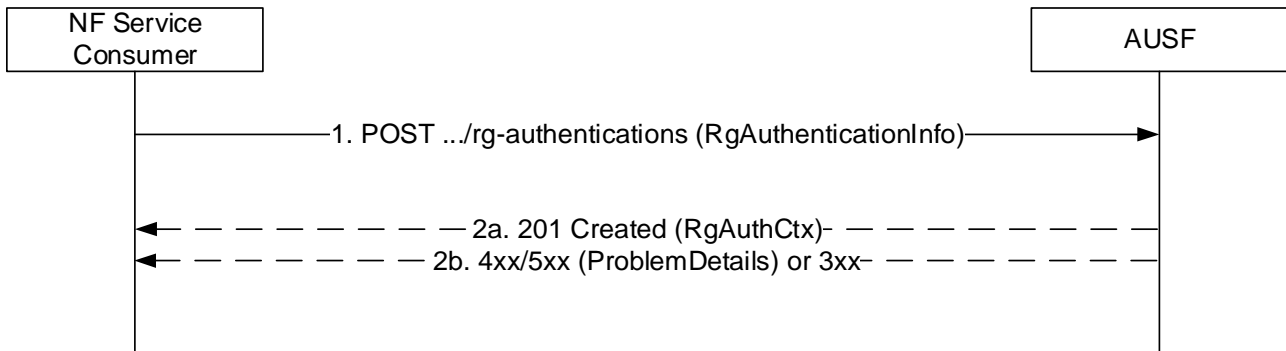 NF Service
Consumer
AUSF
1. POST .../rg-authentications (RgAuthenticationInfo)
2a. 201 Created (RgAuthCtx)
2b. 4xx/5xx (ProblemDetails) or 3xx